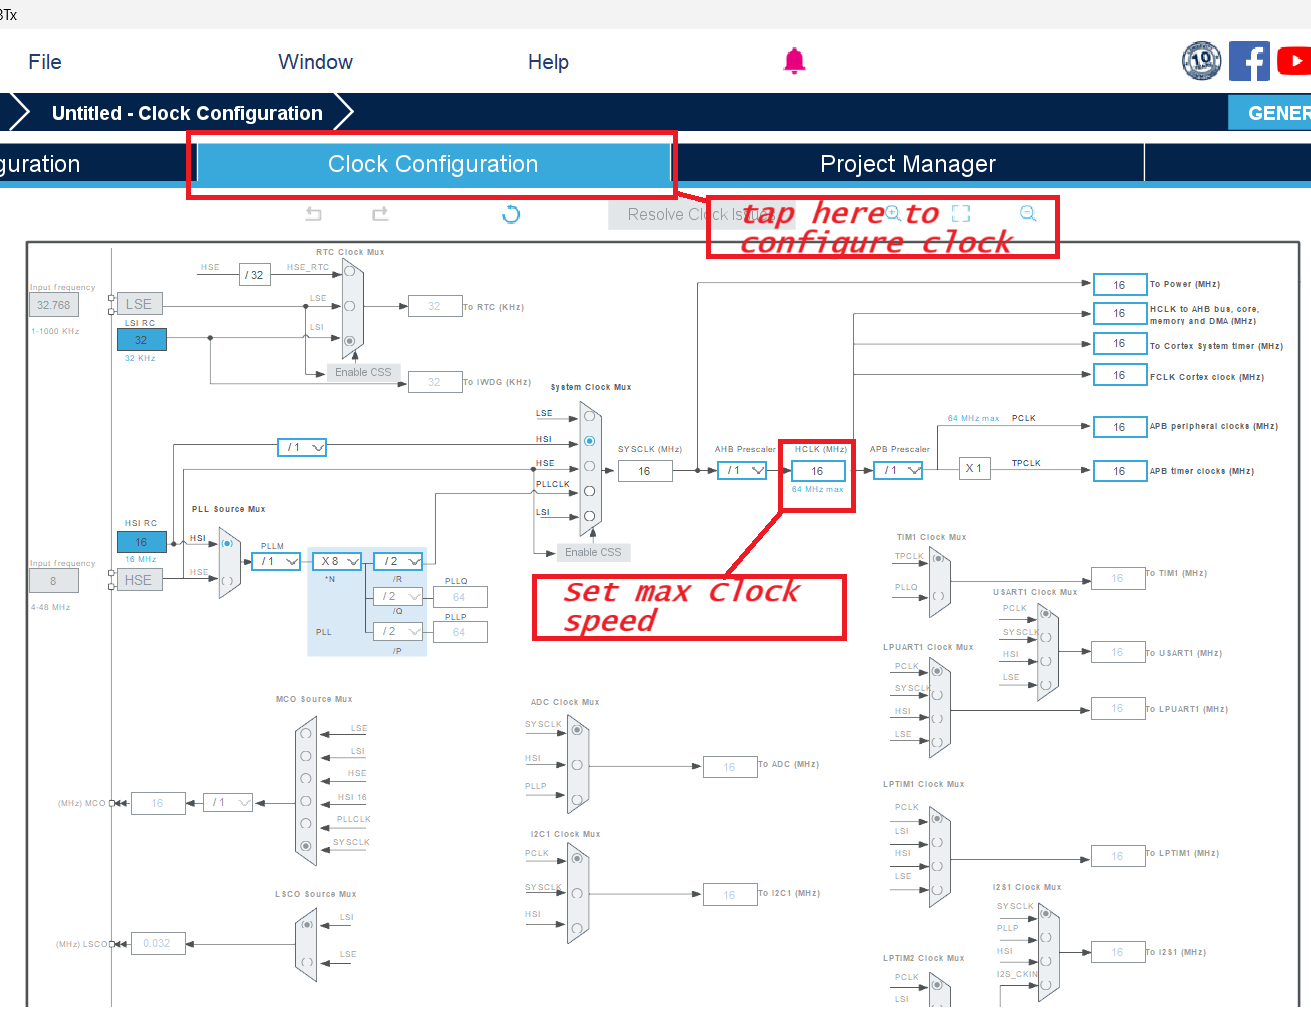 3Tx
File
Window
Help
10
Untitled - Clock Configuration
GENER
guration
Clock Configuration
Project Manager
Resolve Clock Issues
tap here to
configure clock
RTC Clock Mux
HSE
/ 32
HSE_RTC
Input frequency
32.768
1-1000 KHz
LSE
LSE
32
To RTC (KHz)
LSI RC
32
32 KHz
LSI
Enable CSS
32
To IWDG (KHz)
System Clock Mux
LSE
HSI
HSE
PLLCLK
LSI
/ 1
SYSCLK (MHz)
16
AHB Prescaler
/ 1
HCLK (MHz)
16
64 MHz max
APB Prescaler
/ 1
16
To Power (MHz)
16
HCLK to AHB bus, core,
memory and DMA (MHz)
16
To Cortex System timer (MHz)
16
FCLK Cortex clock (MHz)
64 MHz max
PCLK
16
APB peripheral clocks (MHz)
X 1
TPCLK
16
APB timer clocks (MHz)
PLL Source Mux
HSI RC
16
16 MHz
HSI
HSE
Input frequency
8
4-48 MHz
HSE
PLLM
/ 1
X 8
*N
/ 2
/R
/ 2
/Q
/ 2
/P
PLL
PLLQ
64
PLLP
64
Enable CSS
Set max Clock
speed
TIM1 Clock Mux
TPCLK
PLLQ
16
To TIM1 (MHz)
USART1 Clock Mux
PCLK
SYSCLK
HSI
LSE
16
To USART1 (MHz)
LPUART1 Clock Mux
PCLK
SYSCLK
HSI
LSE
16
To LPUART1 (MHz)
MCO Source Mux
LSE
LSI
HSE
HSI 16
PLLCLK
SYSCLK
(MHz) MCO
16
/ 1
ADC Clock Mux
SYSCLK
HSI
PLLP
16
To ADC (MHz)
LPTIM1 Clock Mux
PCLK
LSI
HSI
LSE
16
To LPTIM1 (MHz)
I2C1 Clock Mux
PCLK
SYSCLK
HSI
16
To I2C1 (MHz)
LSCO Source Mux
LSI
LSE
(MHz) LSCO
0.032
I2S1 Clock Mux
SYSCLK
PLLP
HSI
I2S_CKIN
16
To I2S1 (MHz)
LPTIM2 Clock Mux
PCLK
LSI